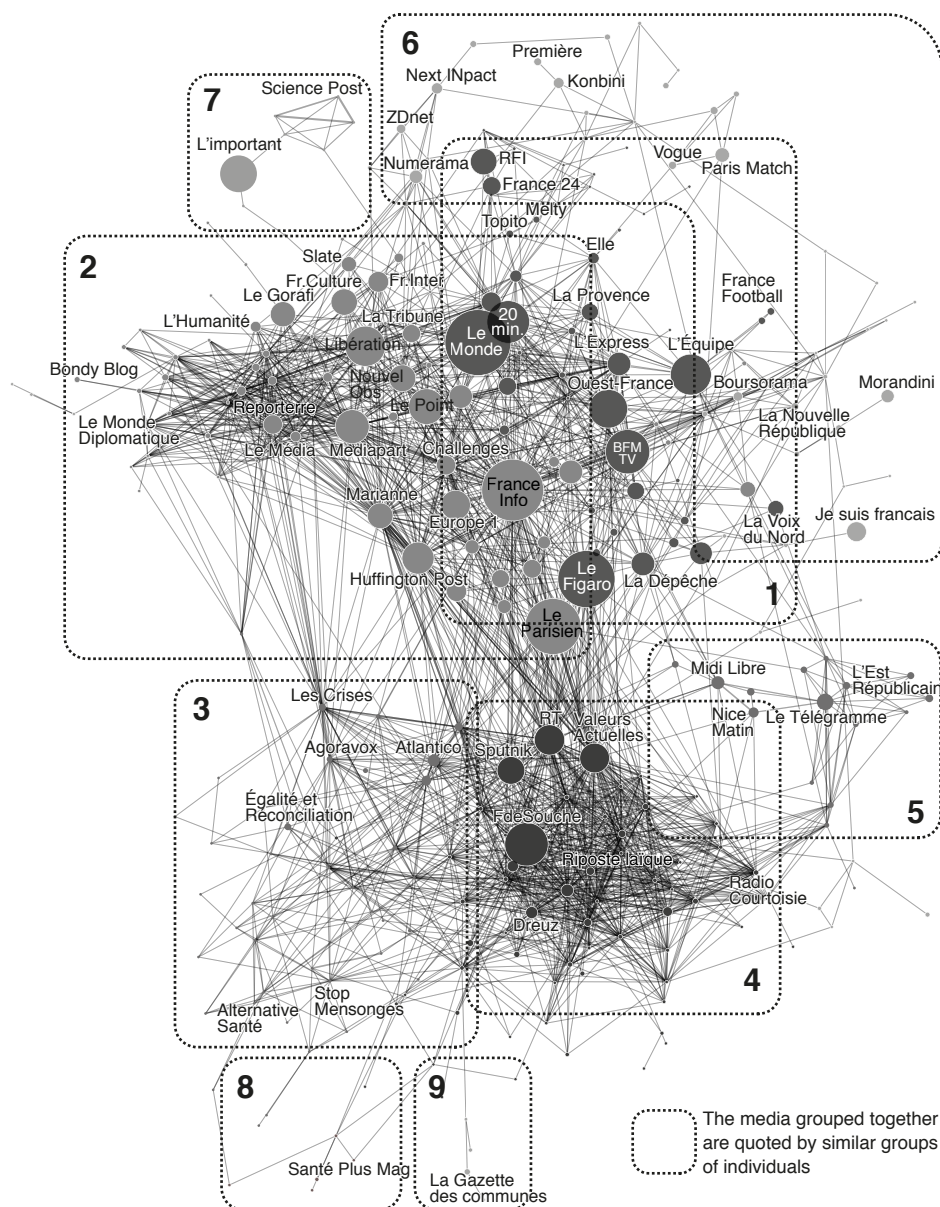 6
Première
Next INpact
Konbini
7
Science Post
ZDnet
L'important
Numerama
RFI
Vogue
Paris Match
France 24
Melty
Topito
2
Slate
Elle
Fr.Culture
Fr.Inter
France
Football
Le Gorafi
La Provence
L'Humanité
La Tribune
20
min.
Le
Monde
Libération
L'Express
L'Équipe
Bondy Blog
Nouvel
Obs
Ouest-France
Boursorama
Morandini
Reporterre
Le Point
Le Monde
Diplomatique
La Nouvelle
République
Le Média
Mediapart
Challenges
BFM
TV
France
Info
Marianne
Europe 1
Je suis francais
La Voix
du Nord
Huffington Post
Le
Figaro
La Dépêche
1
Le
Parisien
3
Les Crises
Midi Libre
L'Est
Républicain
Nice
Matin
Le Télégramme
RT
Valeurs
Actuelles
Agoravox
Atlantico
Sputnik
Égalité et
Réconciliation
FdeSouche
5
Riposte laïque
Radio
Courtoisie
Dreuz
4
Alternative
Santé
Stop
Mensonges
8
9
Santé Plus Mag
La Gazette
des communes
The media grouped together
are quoted by similar groups
of individuals